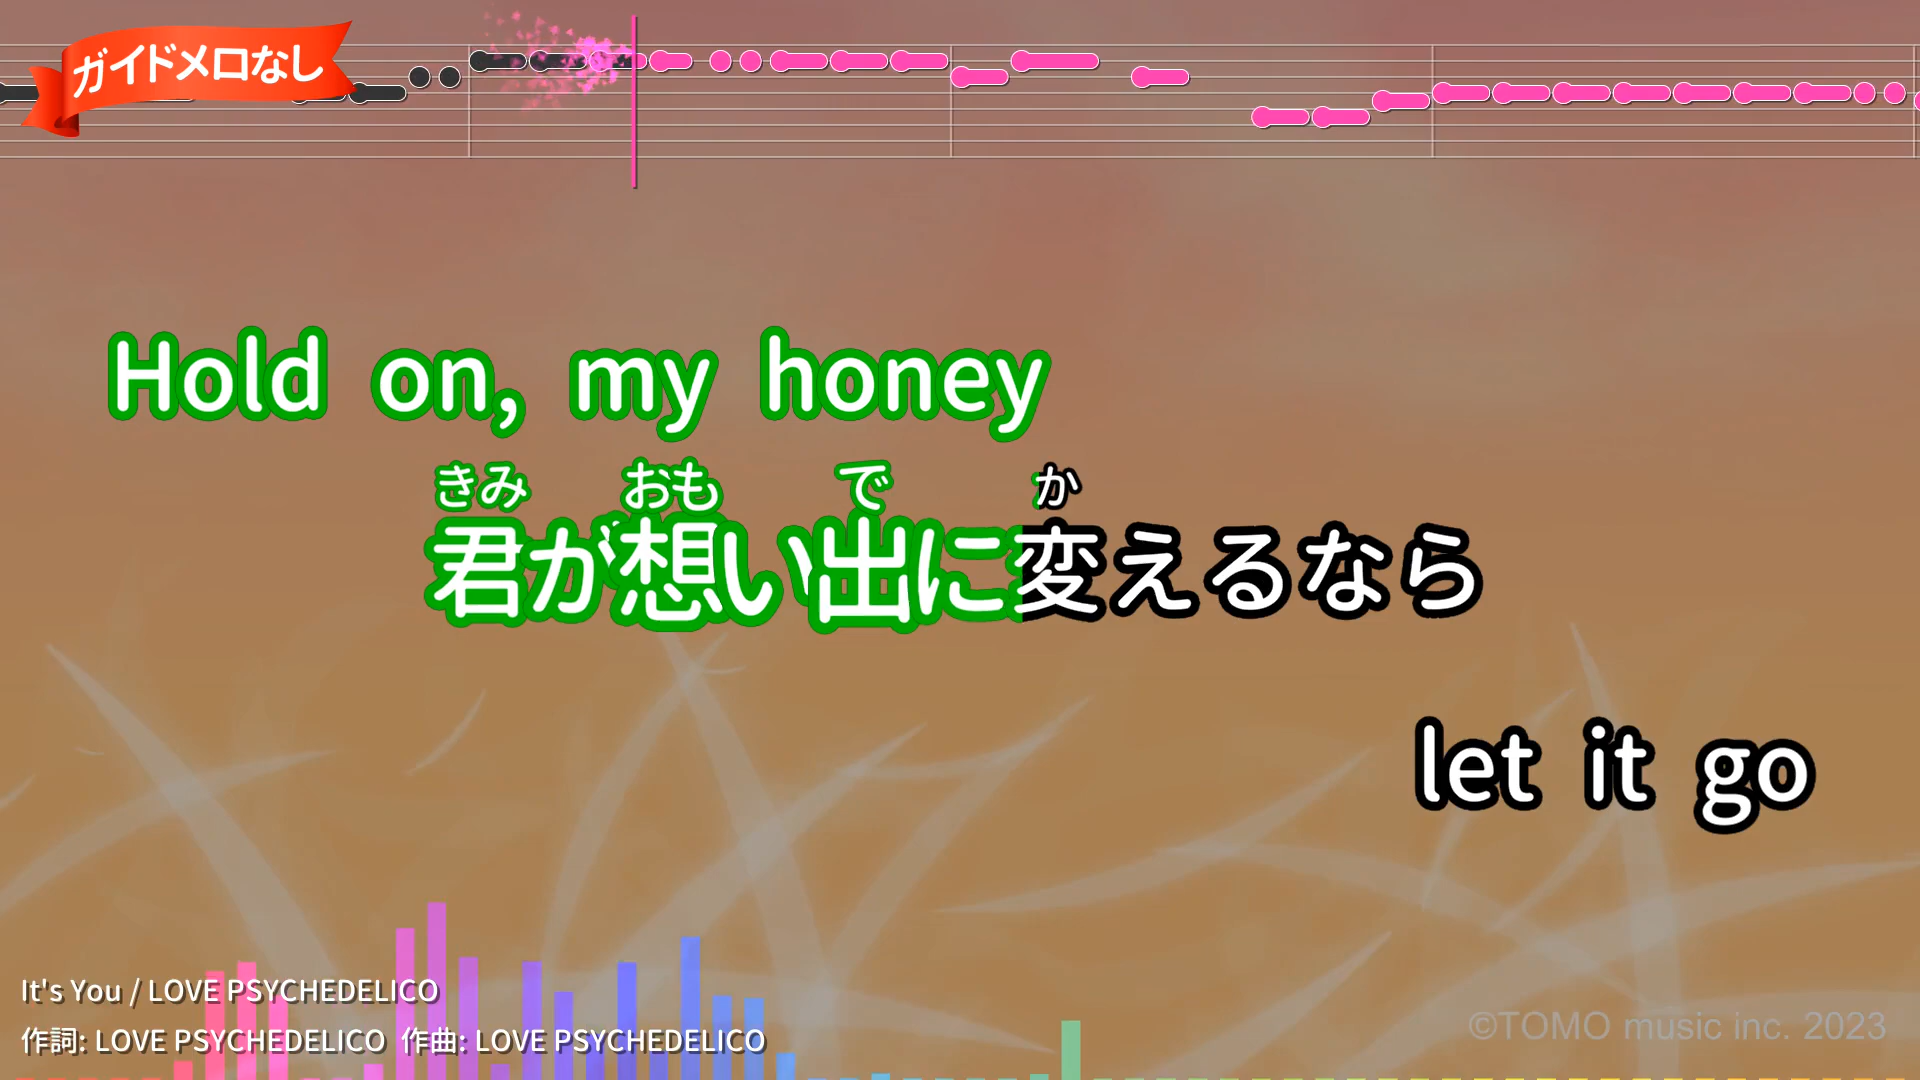 ガイドメロなし
Hold on, my honey
きみ おも で か
君が想い出に変えるなら
let it go
It's You / LOVE PSYCHEDELICO
作詞: LOVE PSYCHEDELICO 作曲: LOVE PSYCHEDELICO
©TOMO music inc. 2023